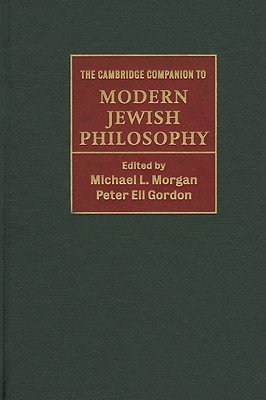 THE CAMBRIDGE COMPANION TO
MODERN
JEWISH
PHILOSOPHY
Edited by
Michael L. Morgan
Peter Eli Gordon